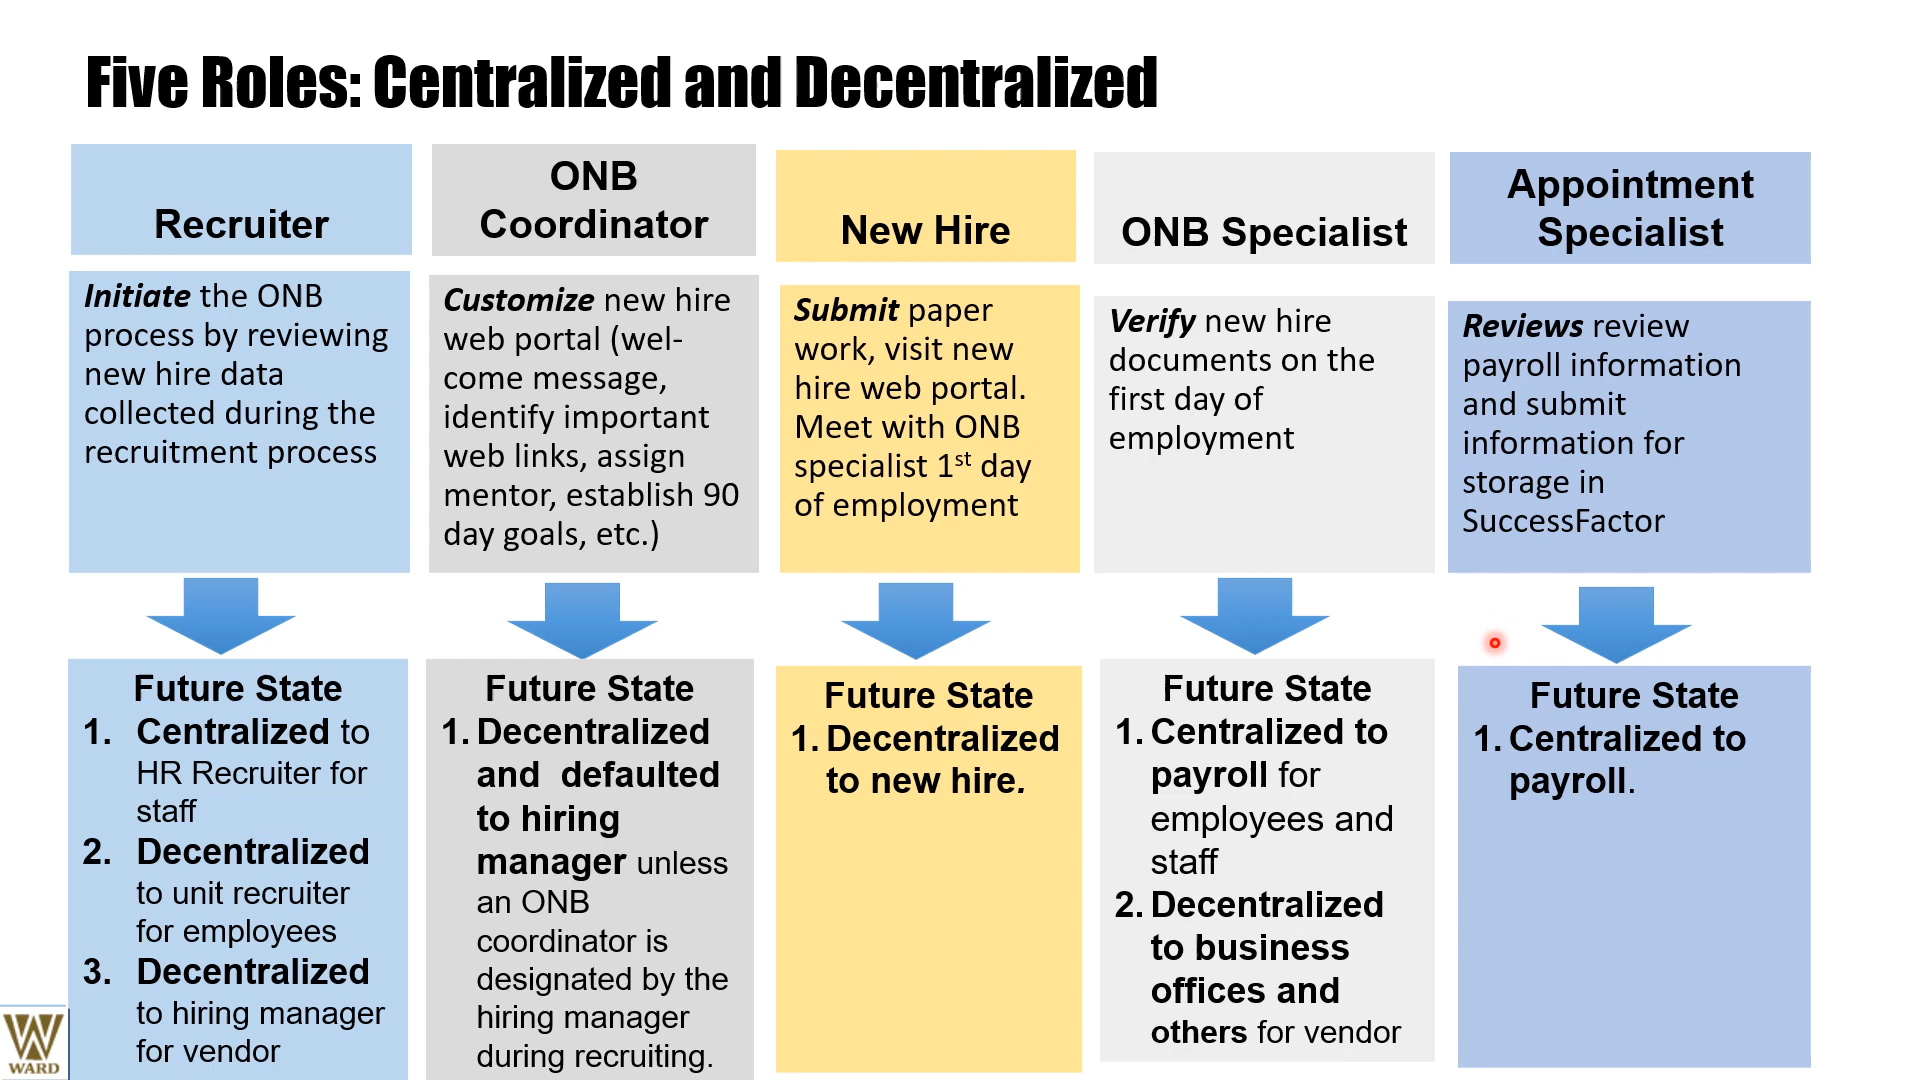 Five Roles: Centralized and Decentralized
Recruiter
ONB
Coordinator
New Hire
ONB Specialist
Appointment
Specialist
Initiate the ONB
process by reviewing
new hire data
collected during the
recruitment process
Customize new hire
web portal (wel-
come message,
identify important
web links, assign
mentor, establish 90
day goals, etc.)
Submit paper
work, visit new
hire web portal.
Meet with ONB
specialist 1st day
of employment
Verify new hire
documents on the
first day of
employment
Reviews review
payroll information
and submit
information for
storage in
SuccessFactor
Future State
1. Centralized to
HR Recruiter for
staff
2. Decentralized
to unit recruiter
for employees
3. Decentralized
to hiring manager
for vendor
Future State
1. Decentralized
and defaulted
to hiring
manager unless
an ONB
coordinator is
designated by the
hiring manager
during recruiting.
Future State
1. Decentralized
to new hire.
Future State
1. Centralized to
payroll for
employees and
staff
2. Decentralized
to business
offices and
others for vendor
Future State
1. Centralized to
payroll.
W
WARD